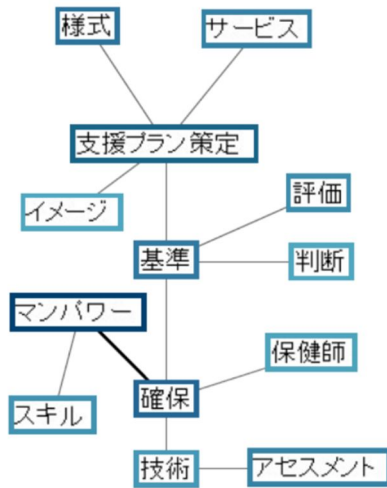 様式
サービス
支援プラン策定
イメージ
評価
基準
判断
マンパワー
保健師
確保
スキル
技術
アセスメント